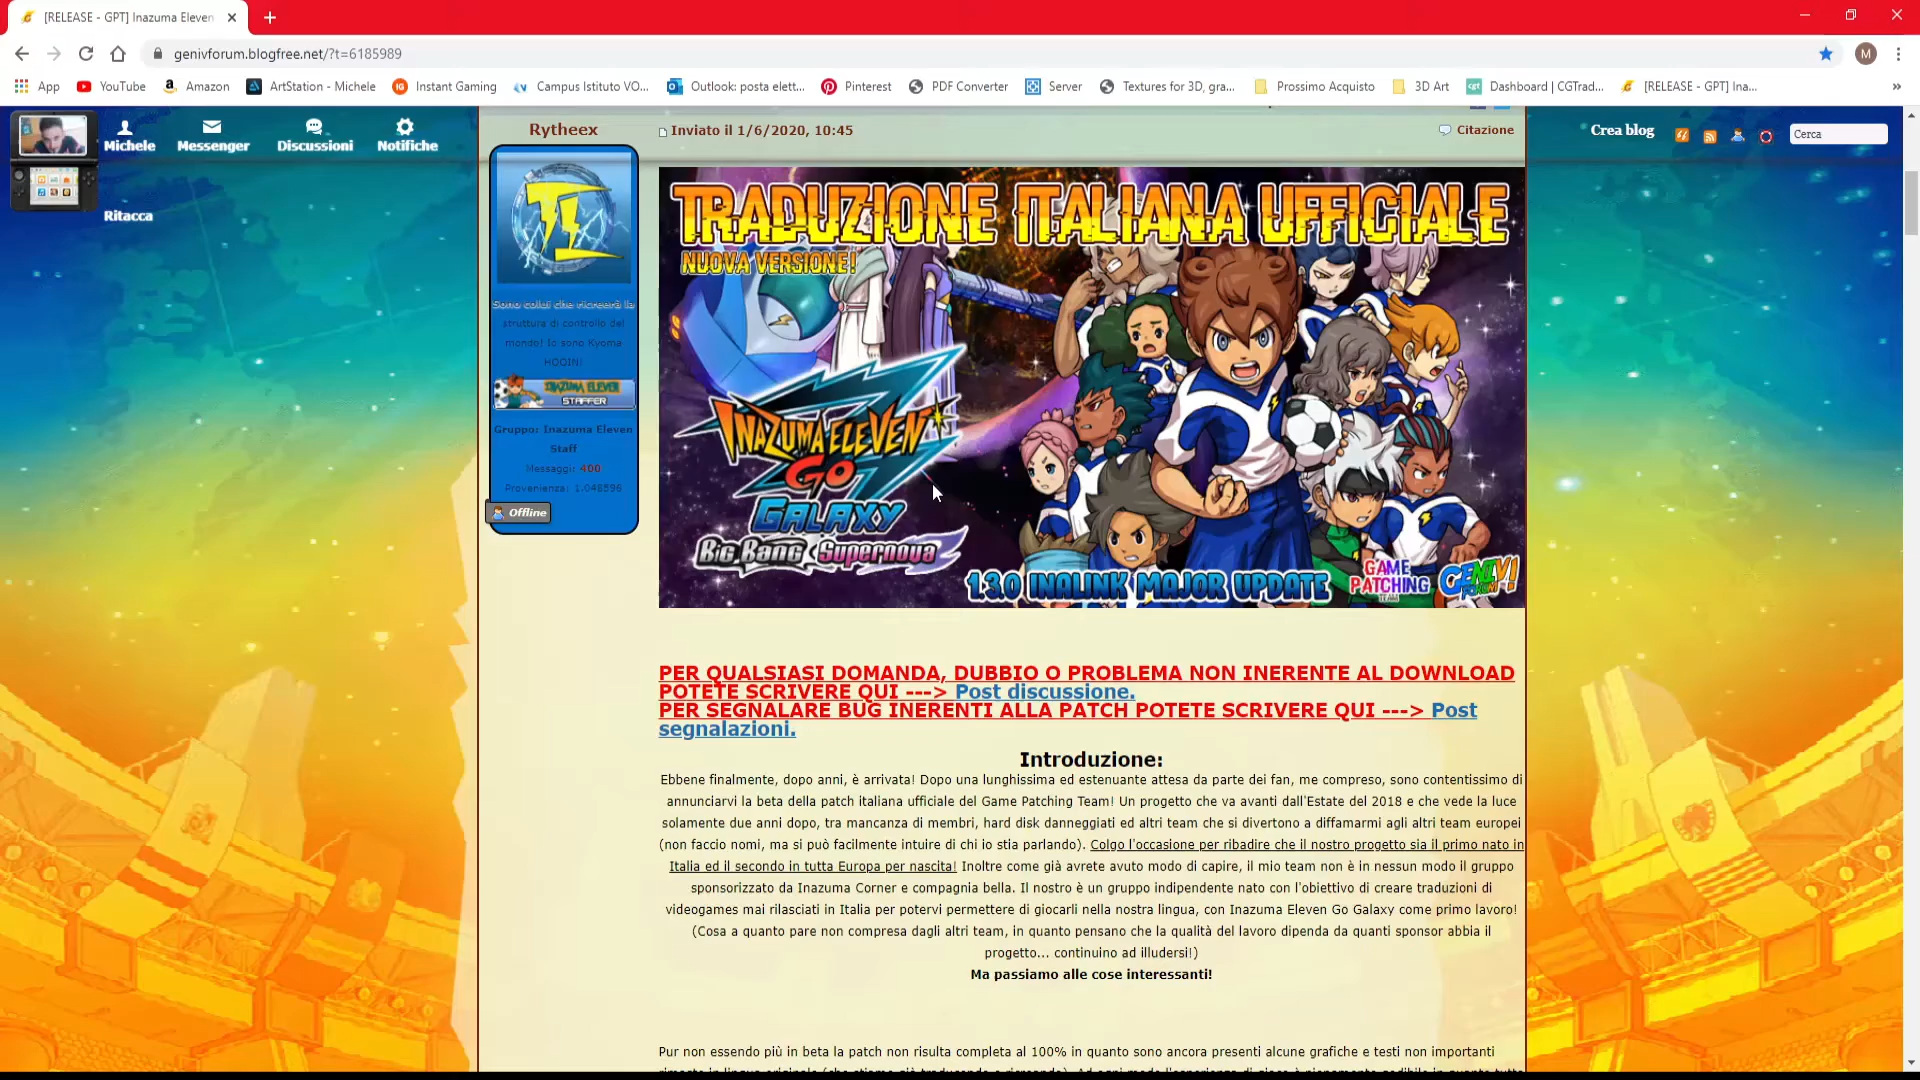 [RELEASE - GPT] Inazuma Eleven
genivforum.blogfree.net/?t=6185989
M
App
YouTube
Amazon
ArtStation - Michele
Instant Gaming
Campus Istituto VO...
Outlook: posta elett...
Pinterest
PDF Converter
Server
Textures for 3D, gra...
Prossimo Acquisto
3D Art
Dashboard | CGTrad...
[RELEASE - GPT] Ina...
Michele
Messenger
Discussioni
Notifiche
Ritacca
Crea blog
Cerca
Rytheex
Sono colui che ricreerà la
struttura di controllo del
mondo! Io sono Kyoma
HOOIN!
INAZUMA ELEVEN
STAFFER
Gruppo: Inazuma Eleven
Staff
Messaggi: 400
Provenienza: 1.048596
Offline
Inviato il 1/6/2020, 10:45
Citazione
TRADUZIONE ITALIANA UFFICIALE
NUOVA VERSIONE!
INAZUMA ELEVEN
GO
GALAXY
Big Bang Supernova
1.3.0 INALINK MAJOR UPDATE
GAME
PATCHING
TEAM
GENIV!
FORUM
PER QUALSIASI DOMANDA, DUBBIO O PROBLEMA NON INERENTE AL DOWNLOAD
POTETE SCRIVERE QUI ---> Post discussione.
PER SEGNALARE BUG INERENTI ALLA PATCH POTETE SCRIVERE QUI ---> Post
segnalazioni.
Introduzione:
Ebbene finalmente, dopo anni, è arrivata! Dopo una lunghissima ed estenuante attesa da parte dei fan, me compreso, sono contentissimo di
annunciarvi la beta della patch italiana ufficiale del Game Patching Team! Un progetto che va avanti dall'Estate del 2018 e che vede la luce
solamente due anni dopo, tra mancanza di membri, hard disk danneggiati ed altri team che si divertono a diffamarmi agli altri team europei
(non faccio nomi, ma si può facilmente intuire di chi io stia parlando). Colgo l'occasione per ribadire che il nostro progetto sia il primo nato in
Italia ed il secondo in tutta Europa per nascita! Inoltre come già avrete avuto modo di capire, il mio team non è in nessun modo il gruppo
sponsorizzato da Inazuma Corner e compagnia bella. Il nostro è un gruppo indipendente nato con l'obiettivo di creare traduzioni di
videogames mai rilasciati in Italia per potervi permettere di giocarli nella nostra lingua, con Inazuma Eleven Go Galaxy come primo lavoro!
(Cosa a quanto pare non compresa dagli altri team, in quanto pensano che la qualità del lavoro dipenda da quanti sponsor abbia il
progetto... continuino ad illudersi!)
Ma passiamo alle cose interessanti!
Pur non essendo più in beta la patch non risulta completa al 100% in quanto sono ancora presenti alcune grafiche e testi non importanti